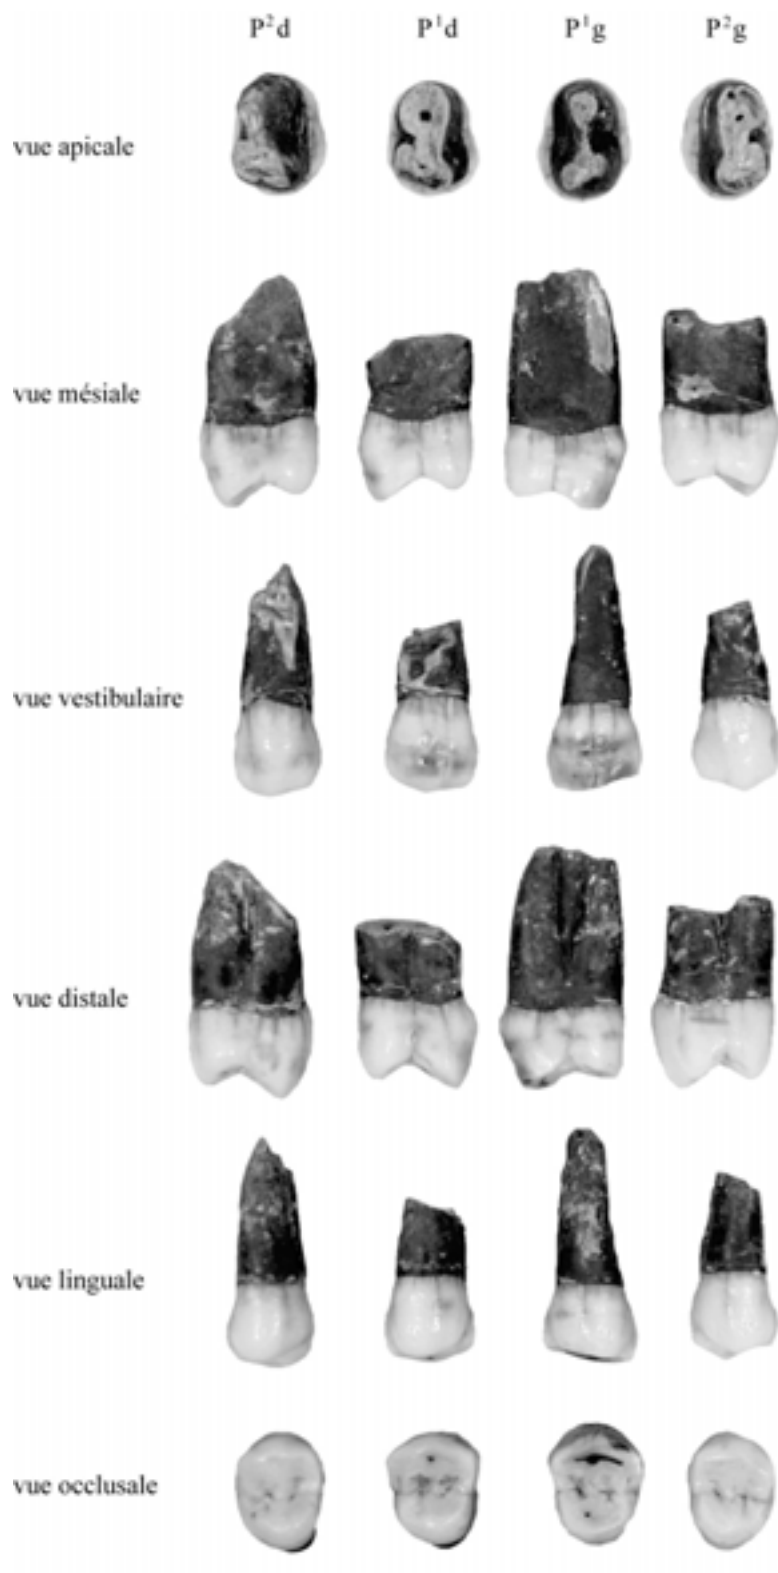 P²d P¹d P¹g P²g
vue apicale
vue mésiale
vue vestibulaire
vue distale
vue linguale
vue occlusale